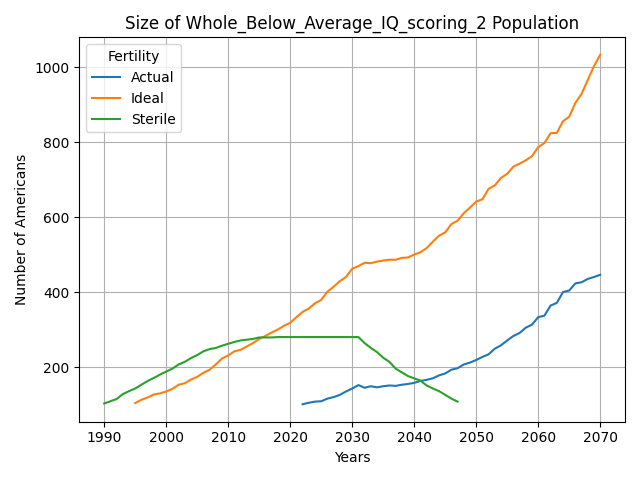 Size of Whole_Below_Average_IQ_scoring_2 Population
Fertility
Actual
Ideal
Sterile
Number of Americans
1000
800
600
400
200
1990 2000 2010 2020 2030 2040 2050 2060 2070
Years